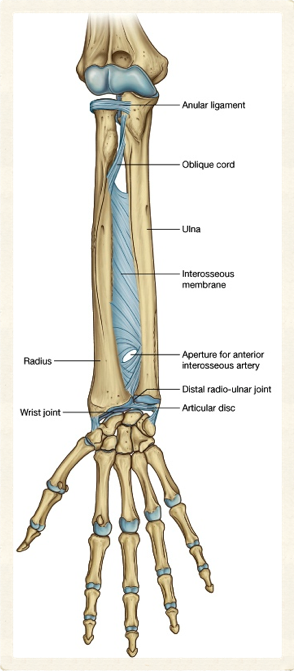 Anular ligament
Oblique cord
Ulna
Interosseous
membrane
Radius
Aperture for anterior
interosseous artery
Distal radio-ulnar joint
Wrist joint
Articular disc